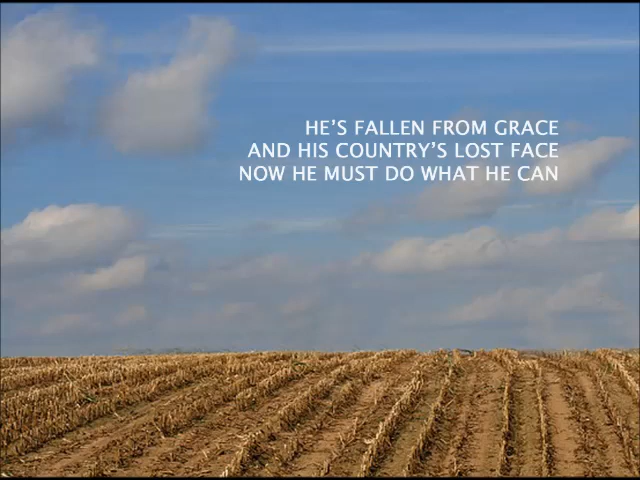 HE'S FALLEN FROM GRACE
AND HIS COUNTRY'S LOST FACE
NOW HE MUST DO WHAT HE CAN